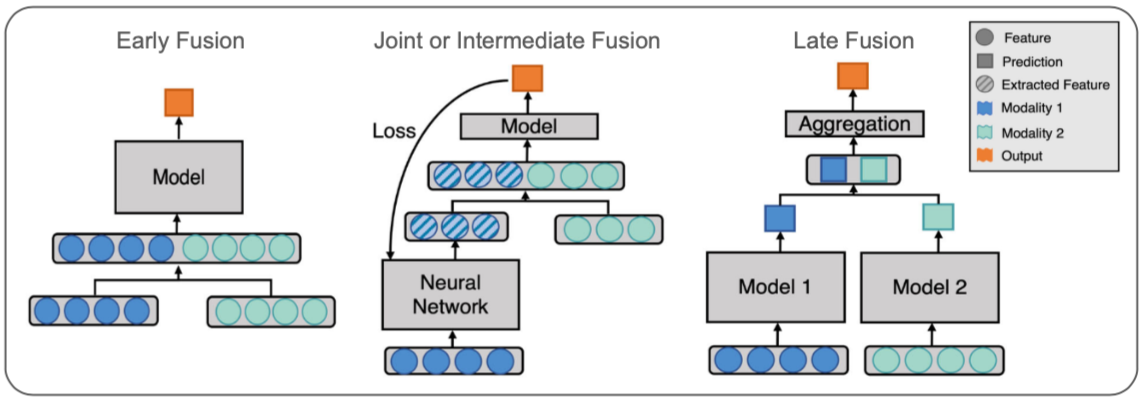 Early Fusion
Model
Joint or Intermediate Fusion
Loss
Model
Neural
Network
Late Fusion
Aggregation
Model 1
Model 2
Feature
Prediction
Extracted Feature
Modality 1
Modality 2
Output